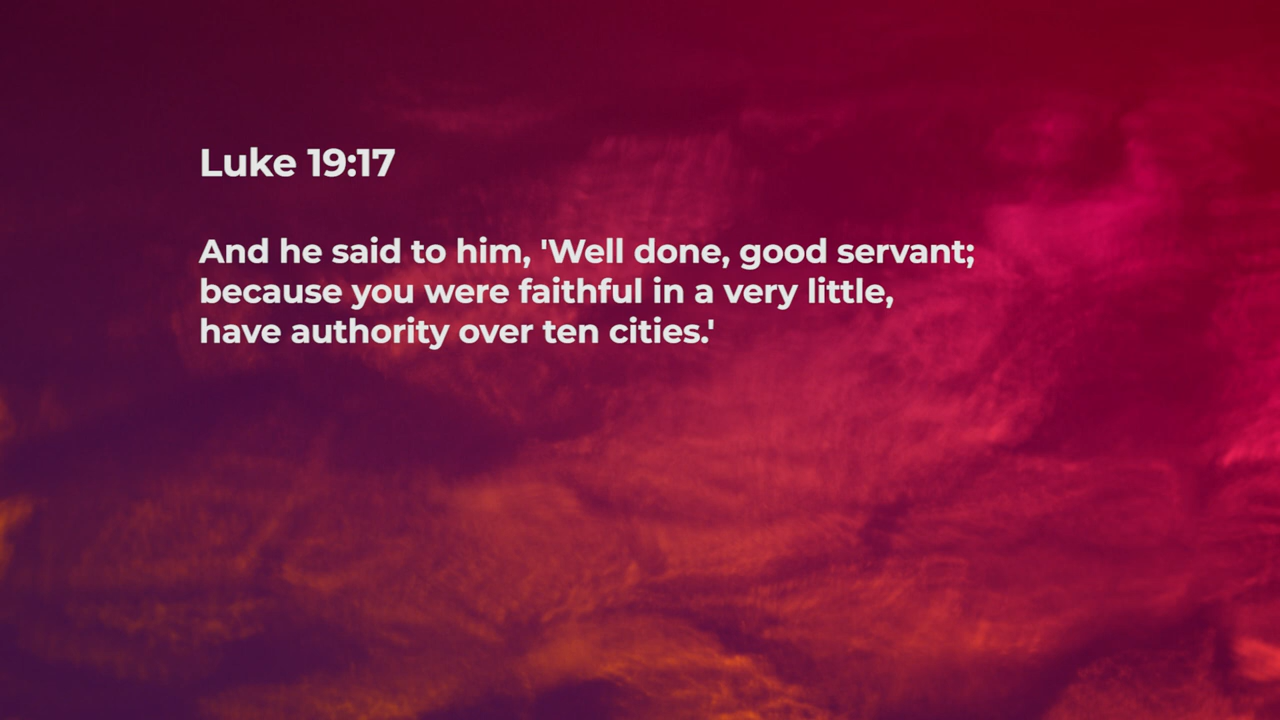 Luke 19:17
And he said to him, 'Well done, good servant;
because you were faithful in a very little,
have authority over ten cities.'